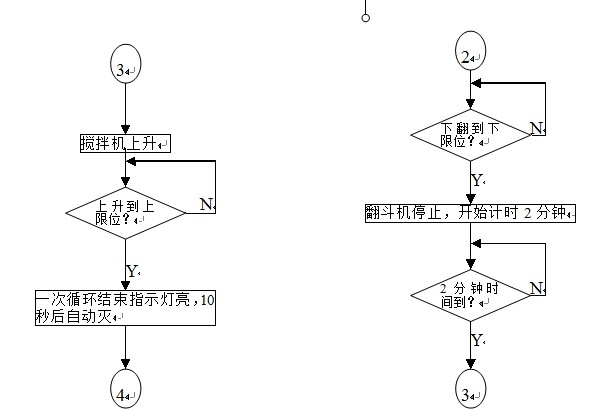 3
搅拌机上升
上升到上
限位？
N
Y
一次循环结束指示灯亮，10
秒后自动灭
4
2
下翻到下
限位？
N
Y
翻斗机停止，开始计时2分钟
2分钟时
间到？
N
Y
3